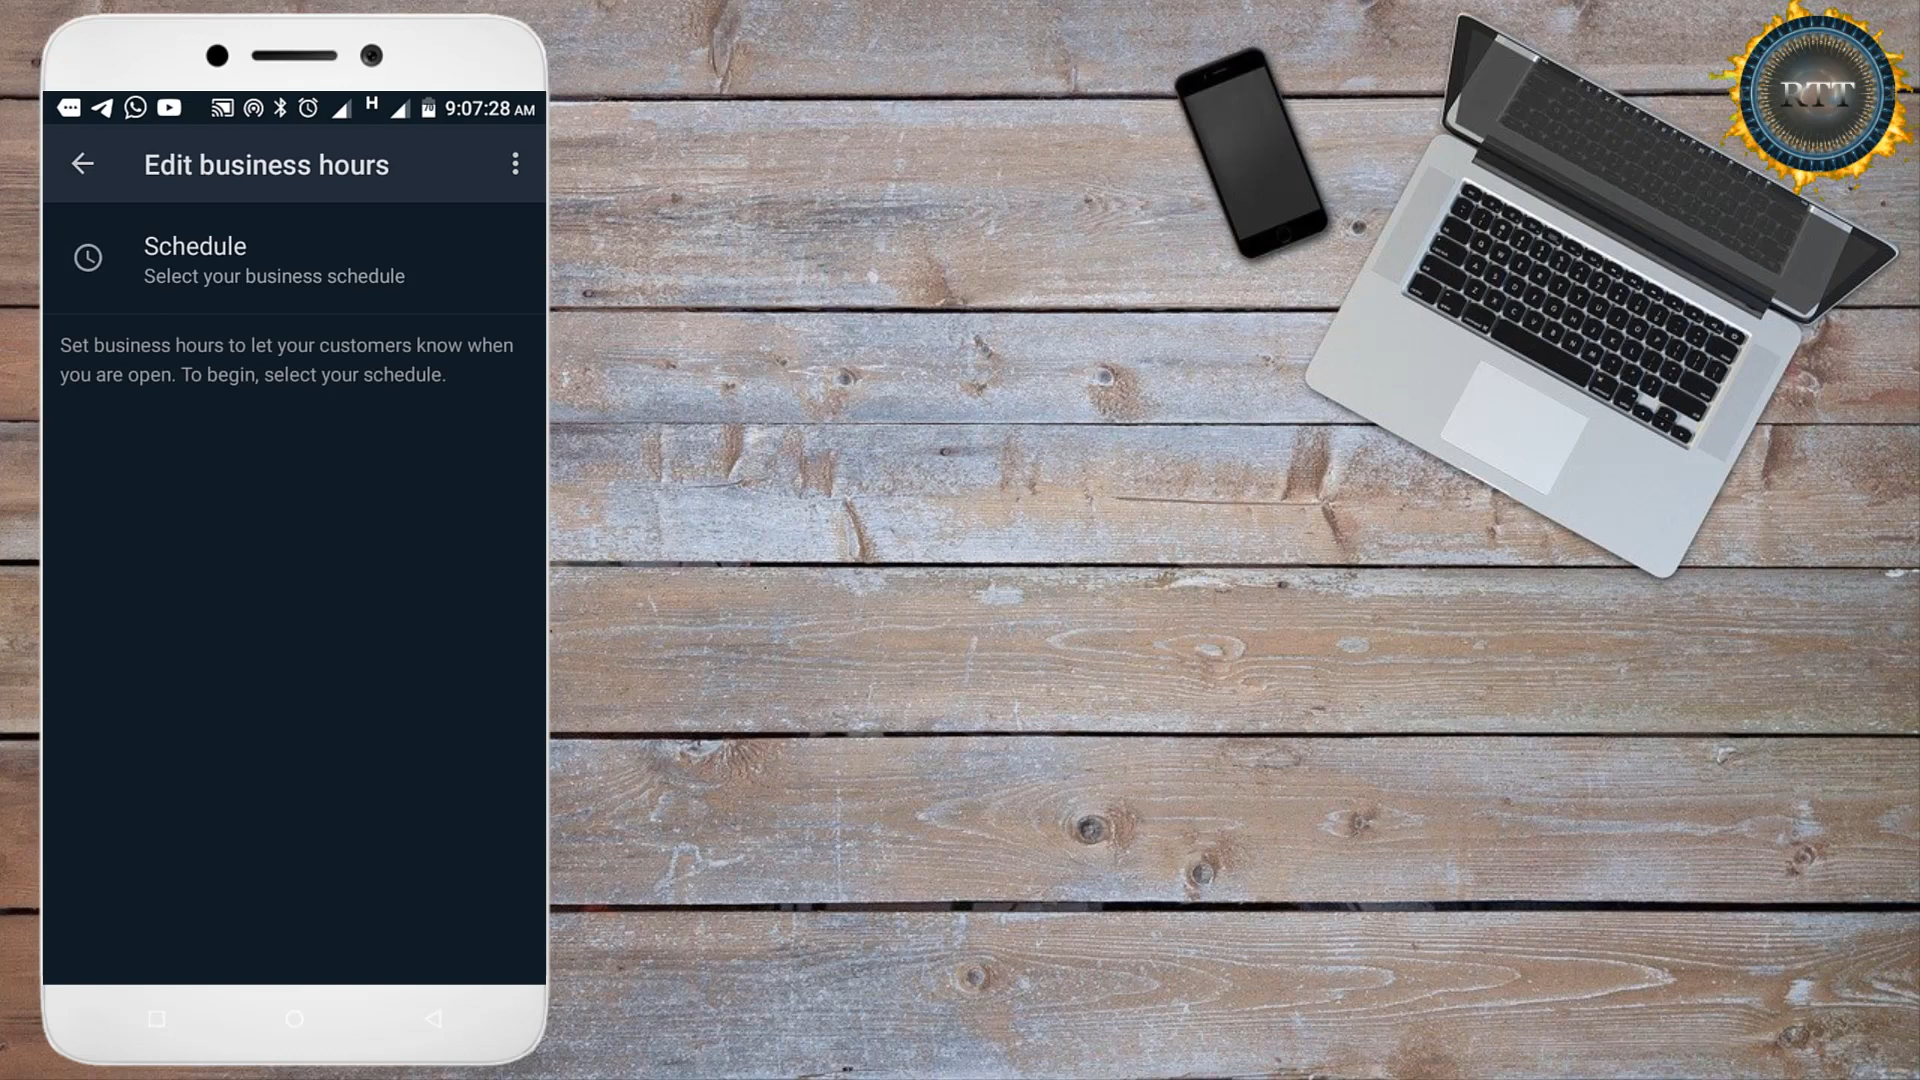 9:07:28 AM
H
70
Edit business hours
Schedule
Select your business schedule
Set business hours to let your customers know when
you are open. To begin, select your schedule.
RTT